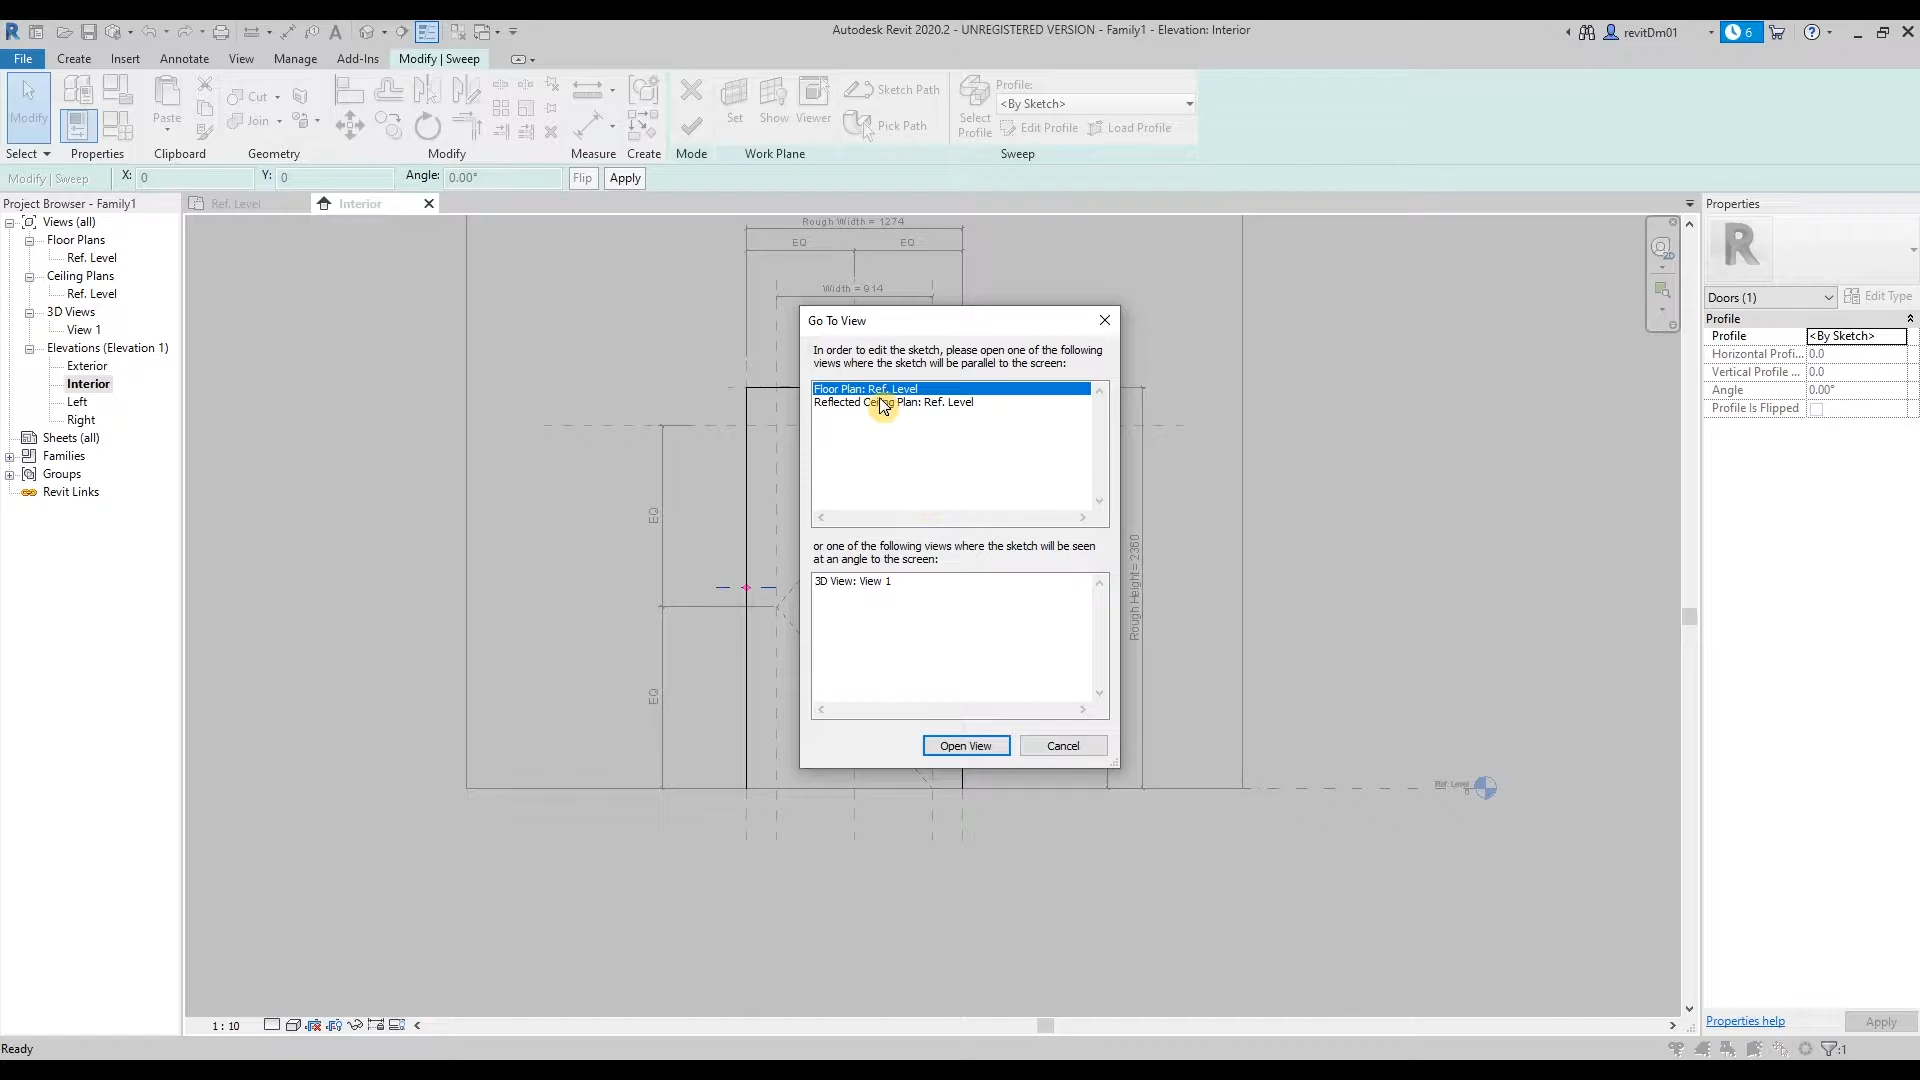 Autodesk Revit 2020.2 - UNREGISTERED VERSION - Family1 - Elevation: Interior
revitDm01
6
File Create Insert Annotate View Manage Add-Ins Modify | Sweep
Modify
Paste
Cut
Join
Set
Show
Viewer
Sketch Path
Pick Path
Select Profile
Profile:
<By Sketch>
Edit Profile
Load Profile
Select Properties Clipboard Geometry Modify Measure Create Mode Work Plane Sweep
Modify | Sweep X: 0 Y: 0 Angle: 0.00° Flip Apply
Project Browser - Family1
Views (all)
Floor Plans
Ref. Level
Ceiling Plans
Ref. Level
3D Views
View 1
Elevations (Elevation 1)
Exterior
Interior
Left
Right
Sheets (all)
Families
Groups
Revit Links
Ref. Level
Interior
Rough Width = 1274
EQ EQ
Width = 914
EQ
EQ
Rough Height = 2360
Ref. Level
0
Go To View
In order to edit the sketch, please open one of the following
views where the sketch will be parallel to the screen:
Floor Plan: Ref. Level
Reflected Ceiling Plan: Ref. Level
or one of the following views where the sketch will be seen
at an angle to the screen:
3D View: View 1
Open View Cancel
2D
Properties
R
Doors (1)
Edit Type
Profile
Profile <By Sketch>
Horizontal Profi... 0.0
Vertical Profile ... 0.0
Angle 0.00°
Profile Is Flipped
Properties help Apply
1 : 10
Ready
:1